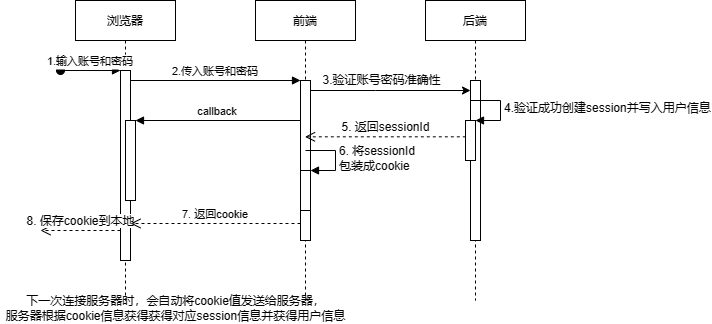 浏览器
前端
后端
1.输入账号和密码
2.传入账号和密码
3.验证账号密码准确性
callback
4.验证成功创建session并写入用户信息
5. 返回sessionId
6. 将sessionId
包装成cookie
7. 返回cookie
8. 保存cookie到本地
下一次连接服务器时，会自动将cookie值发送给服务器，
服务器根据cookie信息获得获得对应session信息并获得用户信息